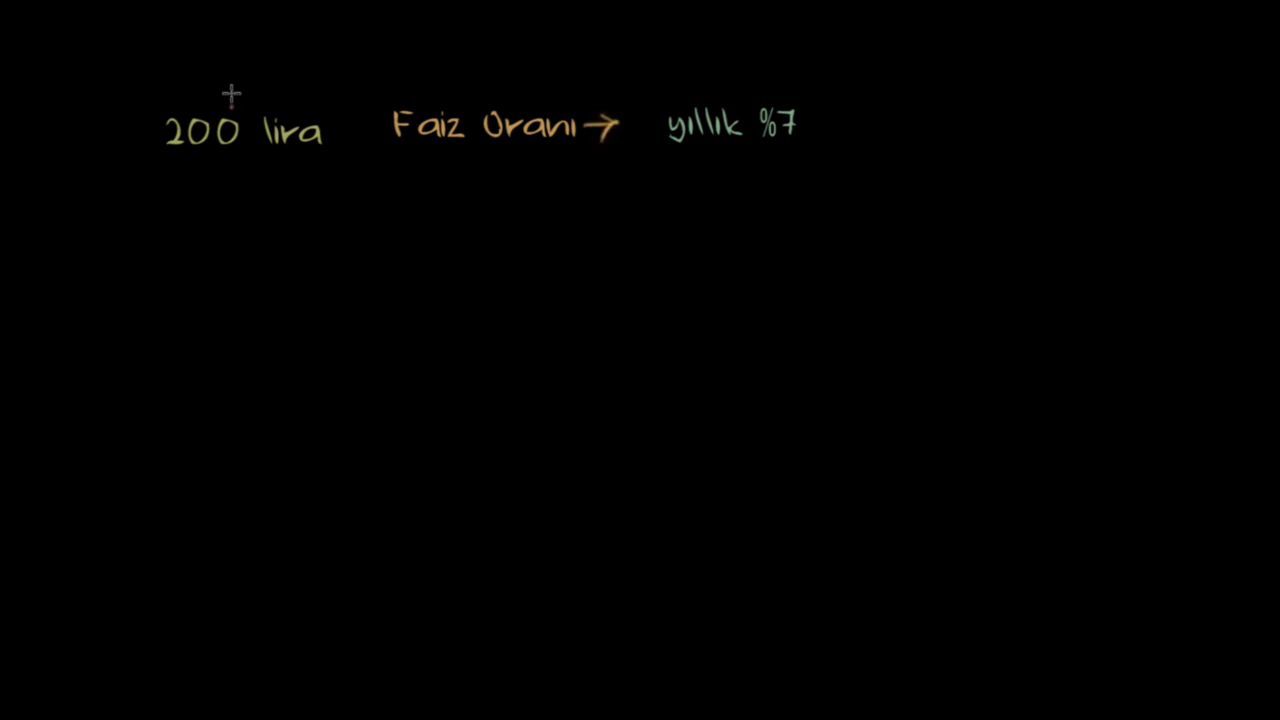 200 lira Faiz Oranı → yıllık %7